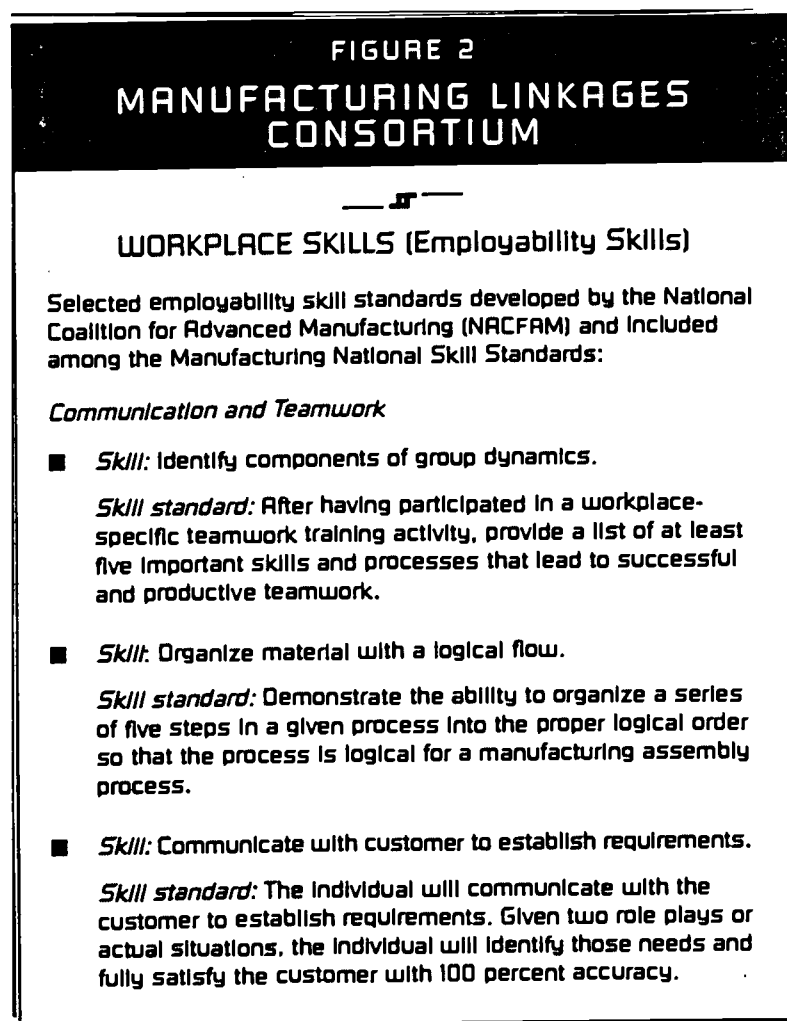 FIGURE 2
MANUFACTURING LINKAGES
CONSORTIUM
WORKPLACE SKILLS (Employability Skills)
Selected employability skill standards developed by the National
Coalition for Advanced Manufacturing (NACFAM) and included
among the Manufacturing National Skill Standards:
Communication and Teamwork
■ Skill: Identify components of group dynamics.
Skill standard: After having participated in a workplace-
specific teamwork training activity, provide a list of at least
five important skills and processes that lead to successful
and productive teamwork.
■ Skill: Organize material with a logical flow.
Skill standard: Demonstrate the ability to organize a series
of five steps in a given process into the proper logical order
so that the process is logical for a manufacturing assembly
process.
■ Skill: Communicate with customer to establish requirements.
Skill standard: The individual will communicate with the
customer to establish requirements. Given two role plays or
actual situations, the individual will identify those needs and
fully satisfy the customer with 100 percent accuracy.